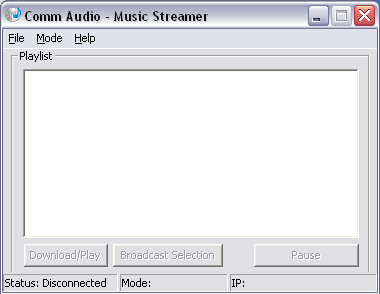 Comm Audio - Music Streamer
File Mode Help
Playlist
Download/Play Broadcast Selection Pause
Status: Disconnected Mode: IP: